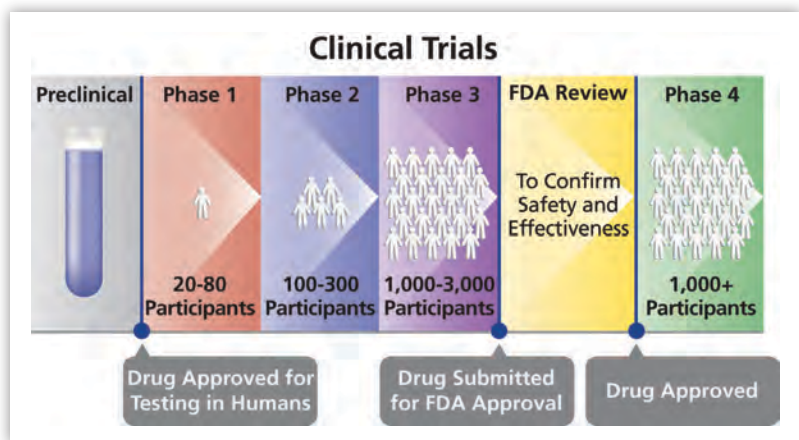 Clinical Trials
Preclinical
Phase 1
20-80
Participants
Phase 2
100-300
Participants
Phase 3
1,000-3,000
Participants
FDA Review
To Confirm
Safety and
Effectiveness
Phase 4
1,000+
Participants
Drug Approved for
Testing in Humans
Drug Submitted
for FDA Approval
Drug Approved